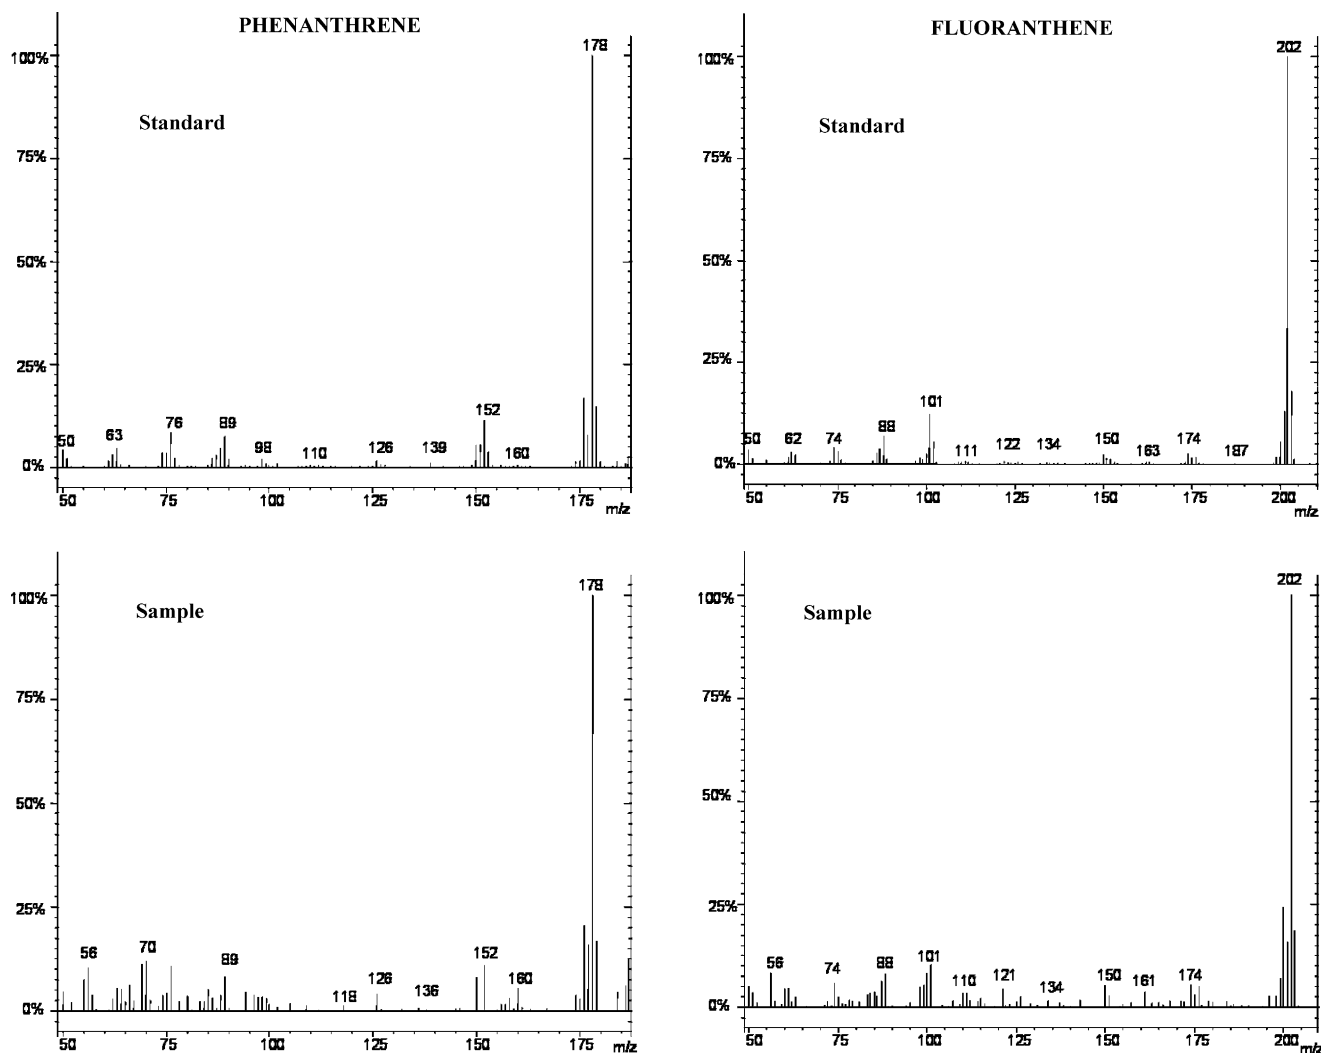 PHENANTHRENE
178
100%
Standard
75%
50%
25%
50 63 76 89 98 110 126 139 152 160
0%
50 75 100 125 150 175
m/z
FLUORANTHENE
202
100%
Standard
75%
50%
25%
50 62 74 88 101 111 122 134 150 163 174 187
0%
50 75 100 125 150 175 200
m/z
178
100%
Sample
75%
50%
25%
56 70 89 118 126 136 152 160
0%
50 75 100 125 150 175 m/z
202
100%
Sample
75%
50%
25%
56 74 88 101 110 121 134 150 161 174
0%
50 75 100 125 150 175 200 m/z